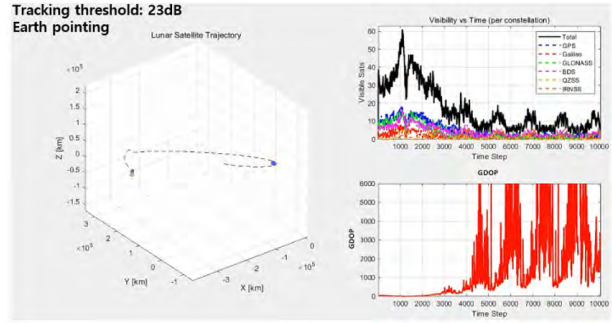 Tracking threshold: 23dB
Earth pointing
Lunar Satellite Trajectory
×10⁵
2
1.5
1
0.5
0
-0.5
-1
-1.5
Z [km]
3
2
1
0
-1
×10⁵
Y [km]
-3
-2
-1
0
×10⁵
X [km]
Visibility vs Time (per constellation)
60
50
40
30
20
10
0
Visible Sats
Total
GPS
Galileo
GLONASS
BDS
QZSS
IRNSS
1000 2000 3000 4000 5000 6000 7000 8000 9000 10000
Time Step
GDOP
6000
5000
4000
3000
2000
1000
0
GDOP
0 1000 2000 3000 4000 5000 6000 7000 8000 9000 10000
Time Step